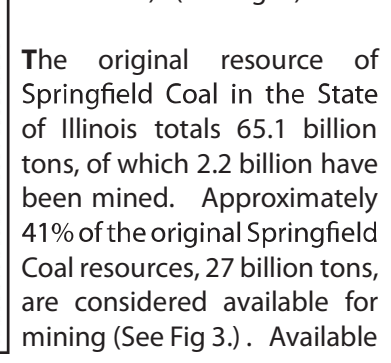 The original resource of
Springfield Coal in the State
of Illinois totals 65.1 billion
tons, of which 2.2 billion have
been mined. Approximately
41% of the original Springfield
Coal resources, 27 billion tons,
are considered available for
mining (See Fig 3.) . Available